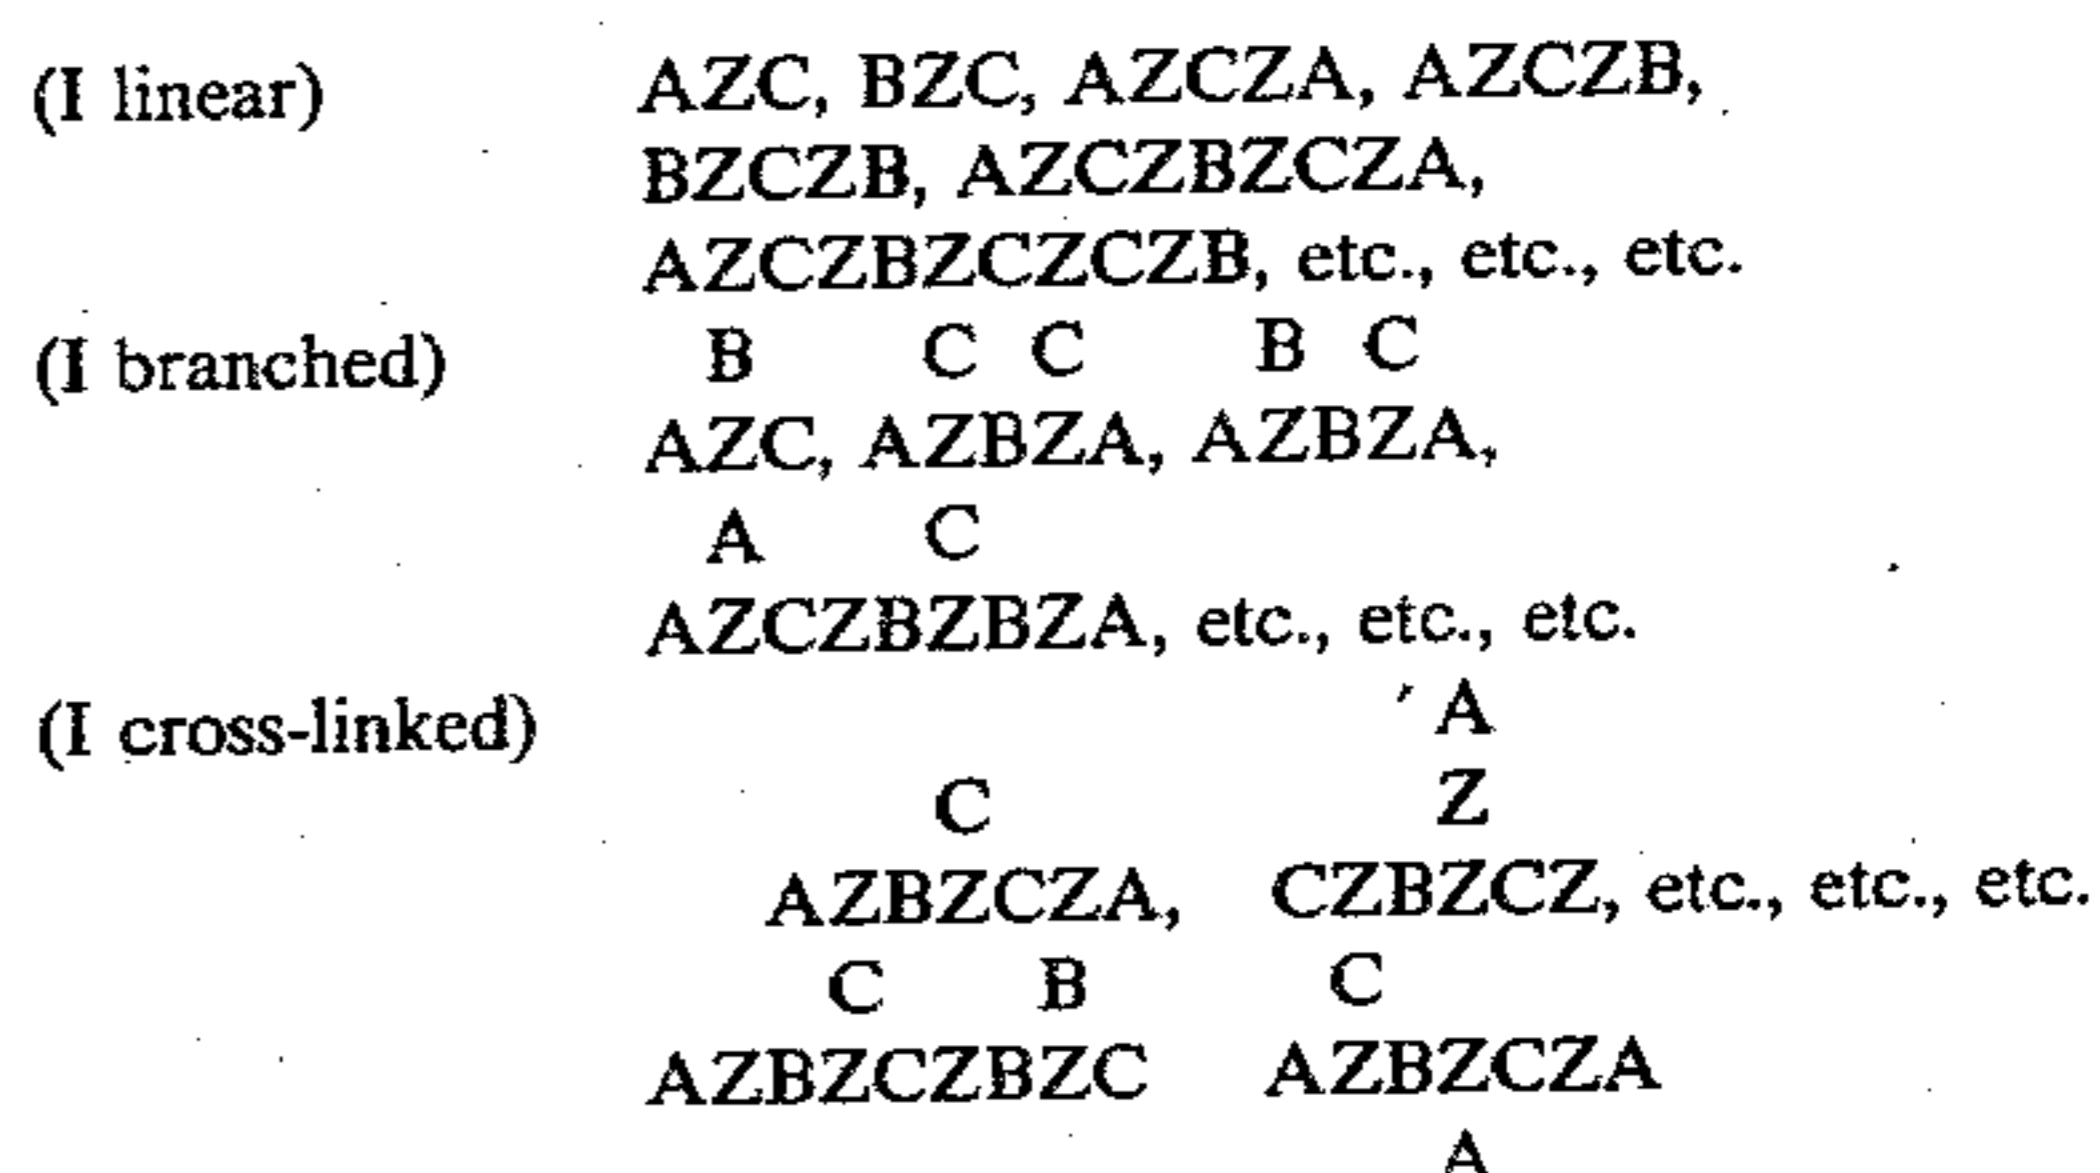 (I linear) AZC, BZC, AZCZA, AZCZB,
BZCZB, AZCZBZCZA,
AZCZBZCZCZB, etc., etc., etc.
(I branched) B C C B C
AZC, AZBZA, AZBZA,
A C
AZCZBZBZA, etc., etc., etc.
(I cross-linked) A
C Z
AZBZCZA, CZBZCZ, etc., etc., etc.
C B C
AZBZCZBZC AZBZCZA
A